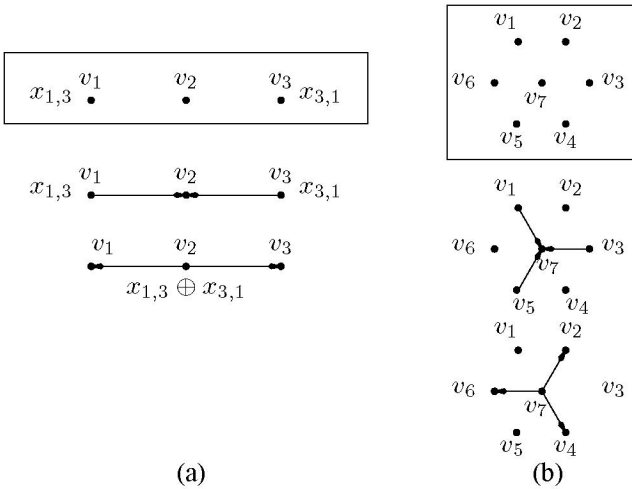 v1 v2 v3
x1,3 x3,1
v1 v2 v3
x1,3 x3,1
v1 v2 v3
x1,3 ⊕ x3,1
(a)
v1 v2
v6 v7 v3
v5 v4
v1 v2
v6 v7 v3
v5 v4
v1 v2
v6 v7 v3
v5 v4
(b)